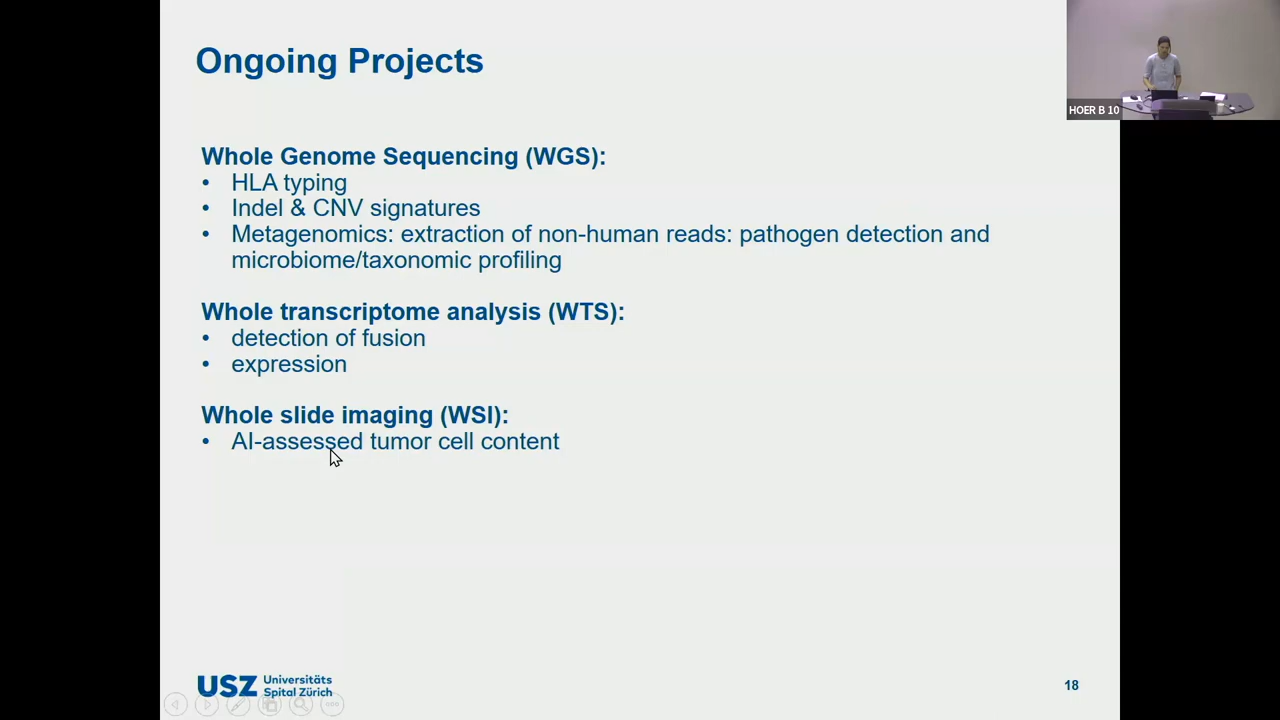 Ongoing Projects
HOER B 10
Whole Genome Sequencing (WGS):
• HLA typing
• Indel & CNV signatures
• Metagenomics: extraction of non-human reads: pathogen detection and
microbiome/taxonomic profiling
Whole transcriptome analysis (WTS):
• detection of fusion
• expression
Whole slide imaging (WSI):
• AI-assessed tumor cell content
USZ Universitäts
Spital Zürich
18